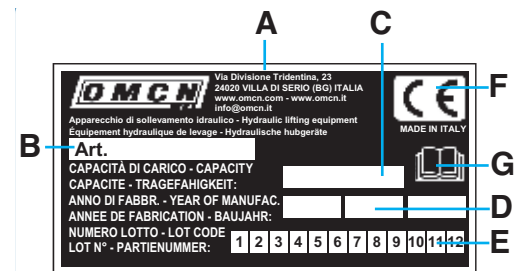 A
C
Via Divisione Tridentina, 23
24020 VILLA DI SERIO (BG) ITALIA
www.omcn.com - www.omcn.it
info@omcn.it
OMCN
CE
F
Apparecchio di sollevamento idraulico - Hydraulic lifting equipment
Équipement hydraulique de levage - Hydraulische hubgeräte
MADE IN ITALY
B
Art.
G
CAPACITÀ DI CARICO - CAPACITY
CAPACITE - TRAGEFAHIGKEIT:
ANNO DI FABBR. - YEAR OF MANUFAC.
ANNEE DE FABRICATION - BAUJAHR:
D
NUMERO LOTTO - LOT CODE
LOT N° - PARTIENUMMER:
1 2 3 4 5 6 7 8 9 10 11 12
E